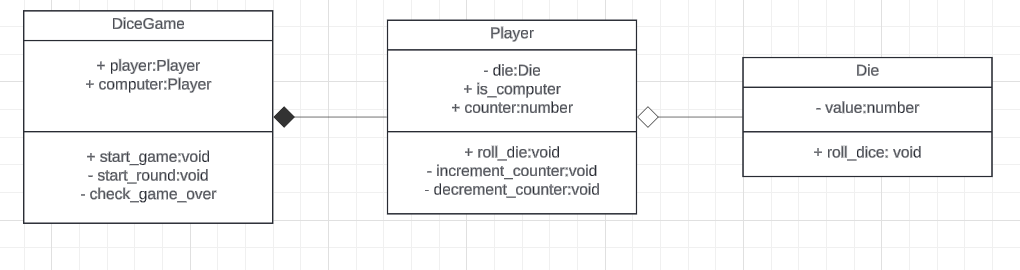 DiceGame
+ player:Player
+ computer:Player
+ start_game:void
- start_round:void
- check_game_over
Player
- die:Die
+ is_computer
+ counter:number
+ roll_die:void
- increment_counter:void
- decrement_counter:void
Die
- value:number
+ roll_dice: void